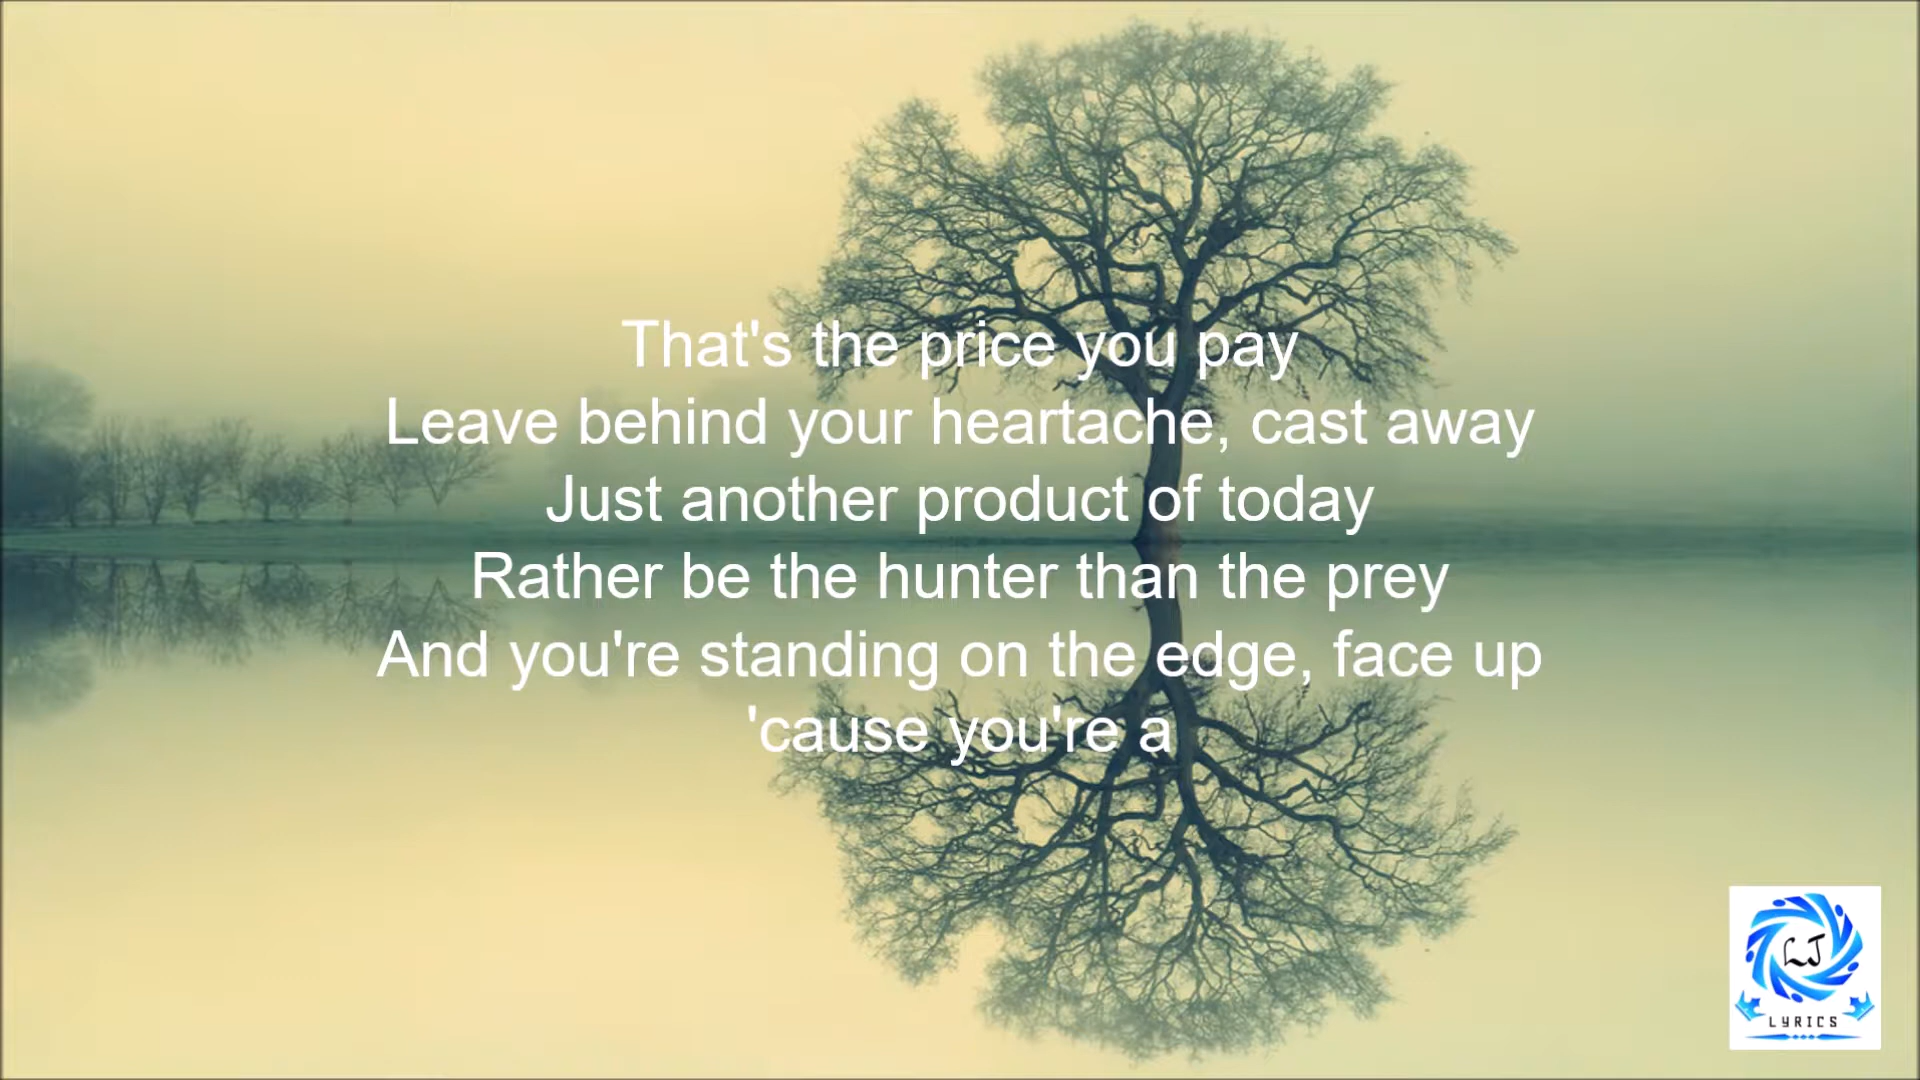 That's the price you pay
Leave behind your heartache, cast away
Just another product of today
Rather be the hunter than the prey
And you're standing on the edge, face up
'cause you're a
LJ
LYRICS